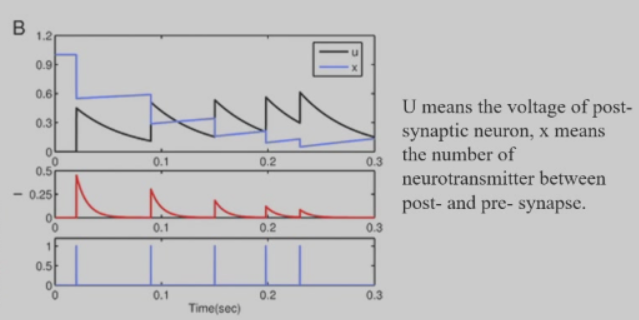 B
1.2
0.9
0.6
0.3
0
u
x
0 0.1 0.2 0.3
0.5
I 0.25
0
0 0.1 0.2 0.3
1
0.5
0
0 0.1 0.2 0.3
Time(sec)
U means the voltage of post-
synaptic neuron, x means
the number of
neurotransmitter between
post- and pre- synapse.